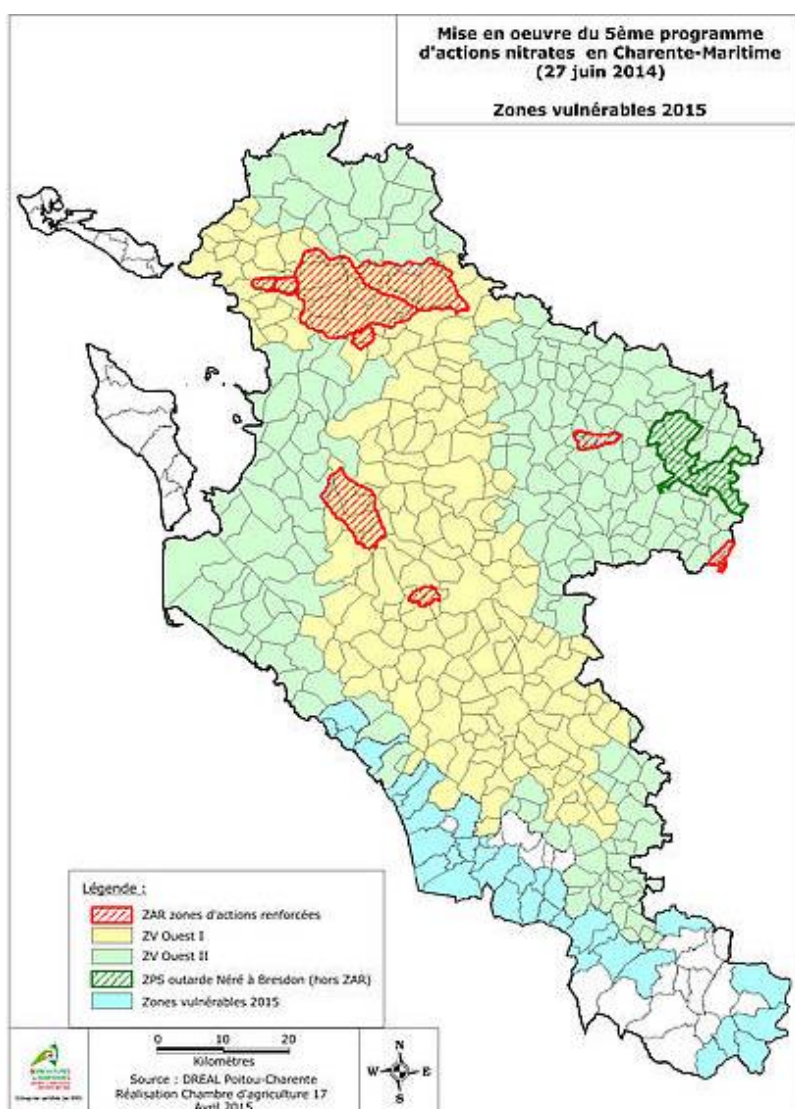 Mise en oeuvre du 5ème programme
d'actions nitrates en Charente-Maritime
(27 juin 2014)
Zones vulnérables 2015
Légende :
ZAR zones d'actions renforcées
ZV Ouest I
ZV Ouest II
ZPS outarde Néré à Bresdon (hors ZAR)
Zones vulnérables 2015
0 10 20
Kilomètres
Source : DREAL Poitou-Charente
Réalisation Chambre d'agriculture 17
Avril 2015
N
W E
S